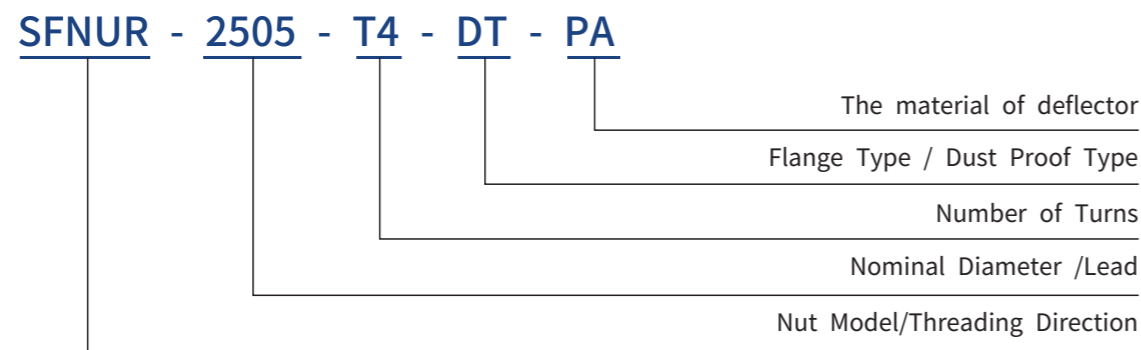 SFNUR - 2505 - T4 - DT - PA
The material of deflector
Flange Type / Dust Proof Type
Number of Turns
Nominal Diameter /Lead
Nut Model/Threading Direction